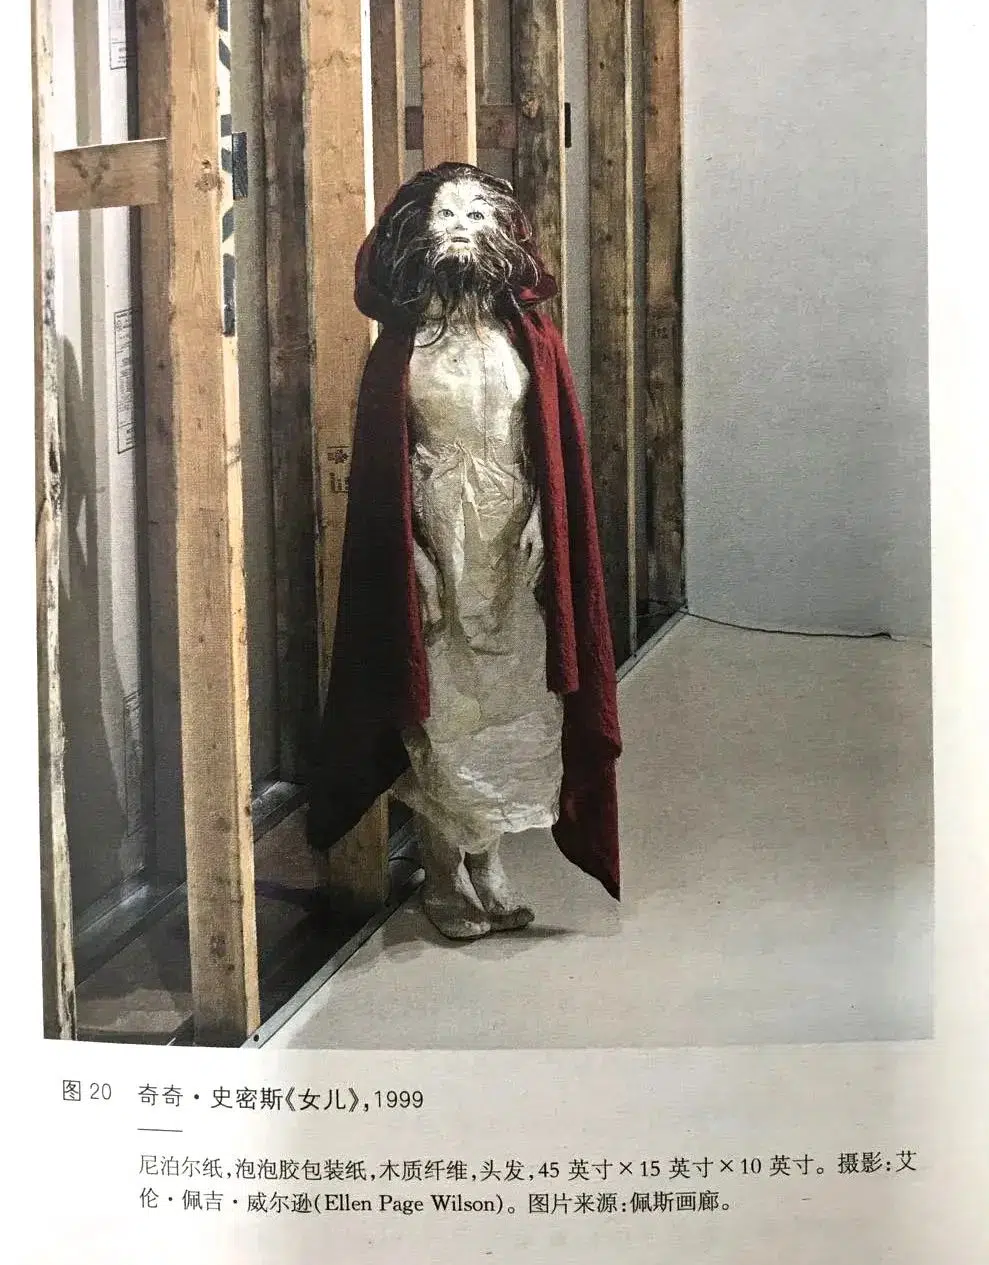 图 20 奇奇·史密斯《女儿》,1999
尼泊尔纸,泡泡胶包装纸,木质纤维,头发,45 英寸×15 英寸×10 英寸。摄影:艾
伦·佩吉·威尔逊(Ellen Page Wilson)。图片来源:佩斯画廊。